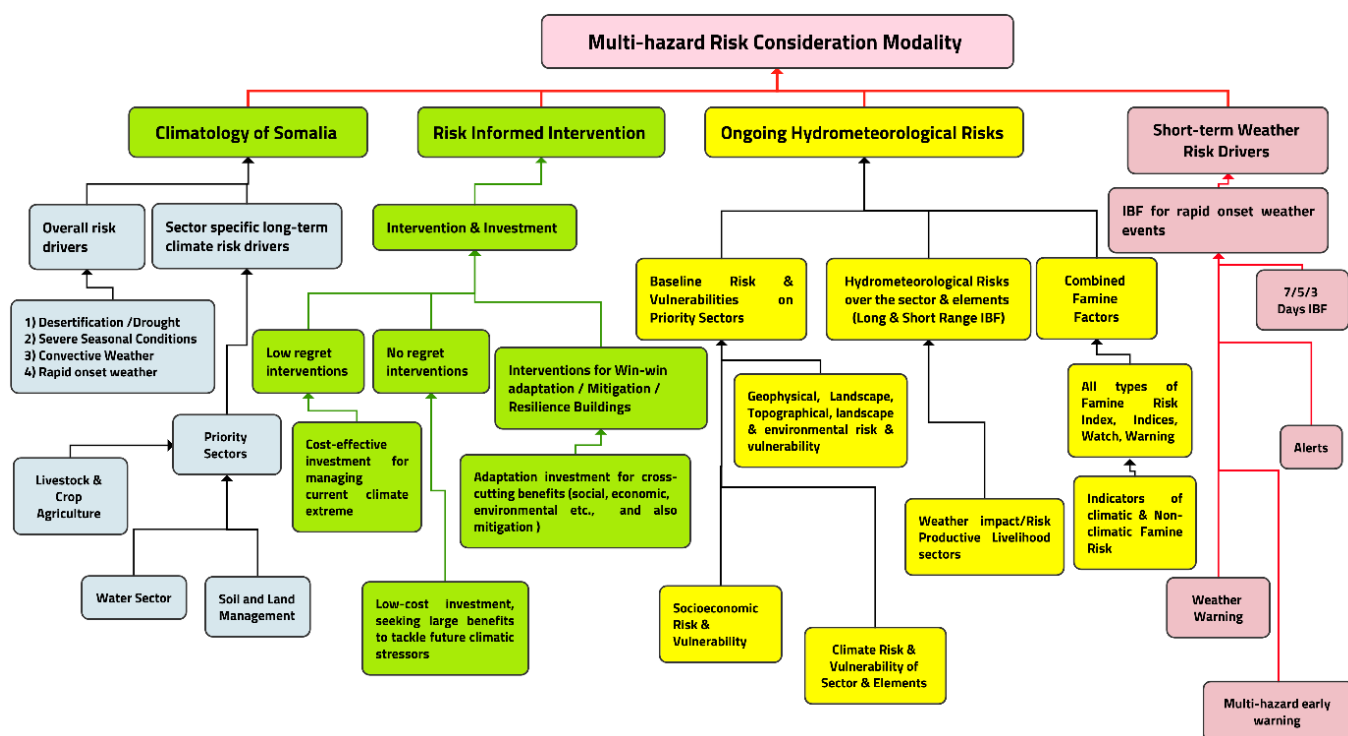 Multi-hazard Risk Consideration Modality
Climatology of Somalia
Risk Informed Intervention
Ongoing Hydrometeorological Risks
Short-term Weather
Risk Drivers
Overall risk
drivers
Sector specific long-term
climate risk drivers
Intervention & Investment
IBF for rapid onset weather
events
Baseline Risk &
Vulnerabilities on
Priority Sectors
Hydrometeorological Risks
over the sector & elements
(Long & Short Range IBF)
Combined
Famine
Factors
7/5/3
Days IBF
1) Desertification /Drought
2) Severe Seasonal Conditions
3) Convective Weather
4) Rapid onset weather
Low regret
interventions
No regret
interventions
Interventions for Win-win
adaptation / Mitigation /
Resilience Buildings
Geophysical, Landscape,
Topographical, landscape
& environmental risk &
vulnerability
All types of
Famine Risk
Index, Indices,
Watch, Warning
Priority
Sectors
Cost-effective
investment for
managing
current climate
extreme
Alerts
Livestock &
Crop
Agriculture
Adaptation investment for cross-
cutting benefits (social, economic,
environmental etc., and also
mitigation )
Weather impact/Risk
Productive Livelihood
sectors
Indicators of
climatic & Non-
climatic Famine
Risk
Water Sector
Soil and Land
Management
Low-cost investment,
seeking large benefits
to tackle future climatic
stressors
Socioeconomic
Risk &
Vulnerability
Climate Risk &
Vulnerability of
Sector & Elements
Weather
Warning
Multi-hazard early
warning